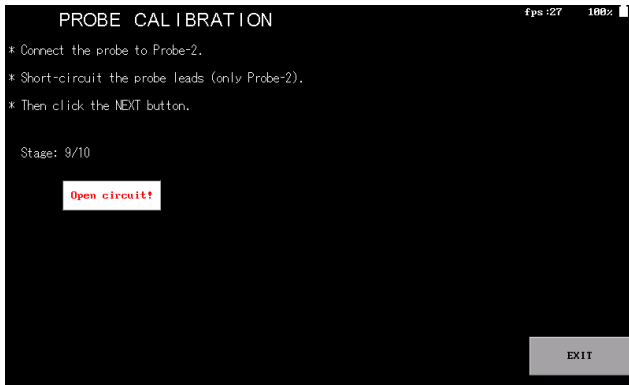 PROBE CALIBRATION
fps:27 100%
* Connect the probe to Probe-2.
* Short-circuit the probe leads (only Probe-2).
* Then click the NEXT button.
Stage: 9/10
Open circuit!
EXIT